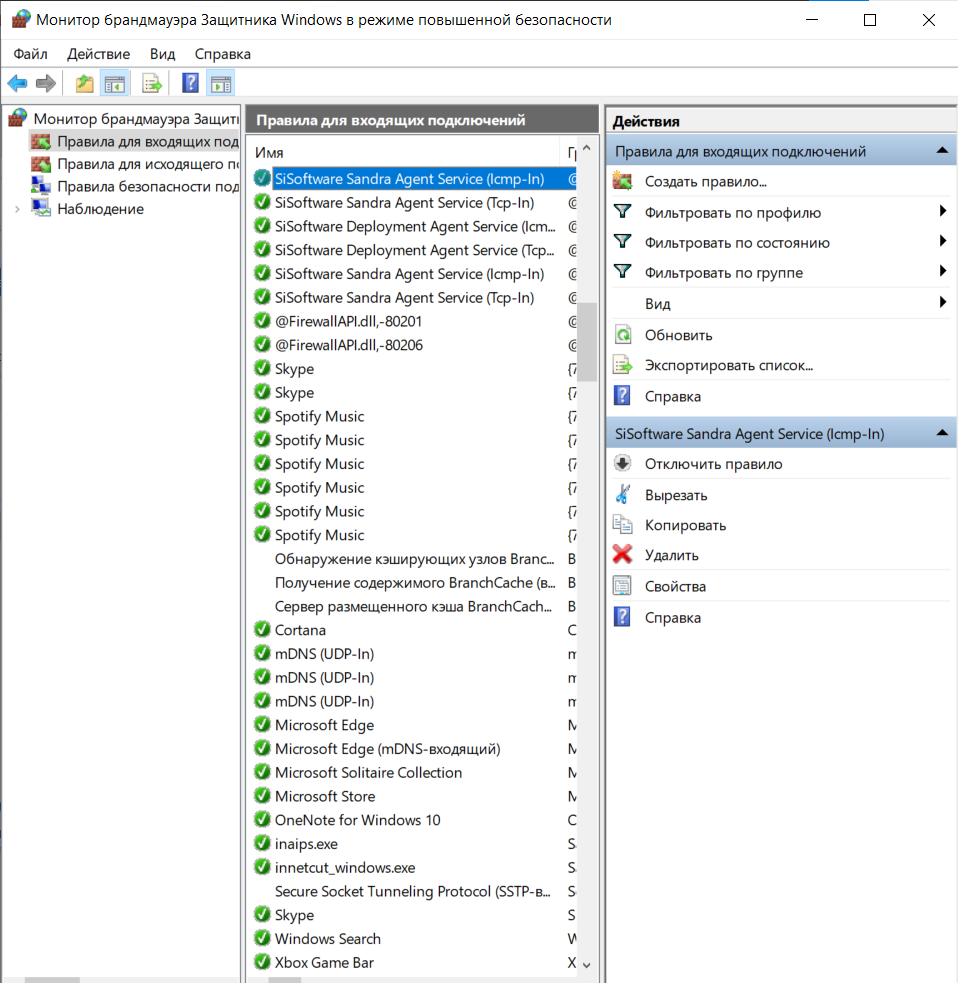 Монитор брандмауэра Защитника Windows в режиме повышенной безопасности
Файл Действие Вид Справка
Монитор брандмауэра Защити
Правила для входящих под
Правила для исходящего по
Правила безопасности под
Наблюдение
Правила для входящих подключений
Имя Гр
SiSoftware Sandra Agent Service (Icmp-In) @
SiSoftware Sandra Agent Service (Tcp-In) @
SiSoftware Deployment Agent Service (Icm... @
SiSoftware Deployment Agent Service (Tcp... @
SiSoftware Sandra Agent Service (Icmp-In) @
SiSoftware Sandra Agent Service (Tcp-In) @
@FirewallAPI.dll,-80201 @
@FirewallAPI.dll,-80206 @
Skype {7
Skype {7
Spotify Music {7
Spotify Music {7
Spotify Music {7
Spotify Music {7
Spotify Music {7
Spotify Music {7
Обнаружение кэширующих узлов Branc... B
Получение содержимого BranchCache (в... B
Сервер размещенного кэша BranchCach... B
Cortana C
mDNS (UDP-In) m
mDNS (UDP-In) m
mDNS (UDP-In) m
Microsoft Edge M
Microsoft Edge (mDNS-входящий) M
Microsoft Solitaire Collection M
Microsoft Store M
OneNote for Windows 10 O
inaips.exe Sa
innetcut_windows.exe Sa
Secure Socket Tunneling Protocol (SSTP-в... Se
Skype S
Windows Search W
Xbox Game Bar X
Действия
Правила для входящих подключений
Создать правило...
Фильтровать по профилю
Фильтровать по состоянию
Фильтровать по группе
Вид
Обновить
Экспортировать список...
Справка
SiSoftware Sandra Agent Service (Icmp-In)
Отключить правило
Вырезать
Копировать
Удалить
Свойства
Справка